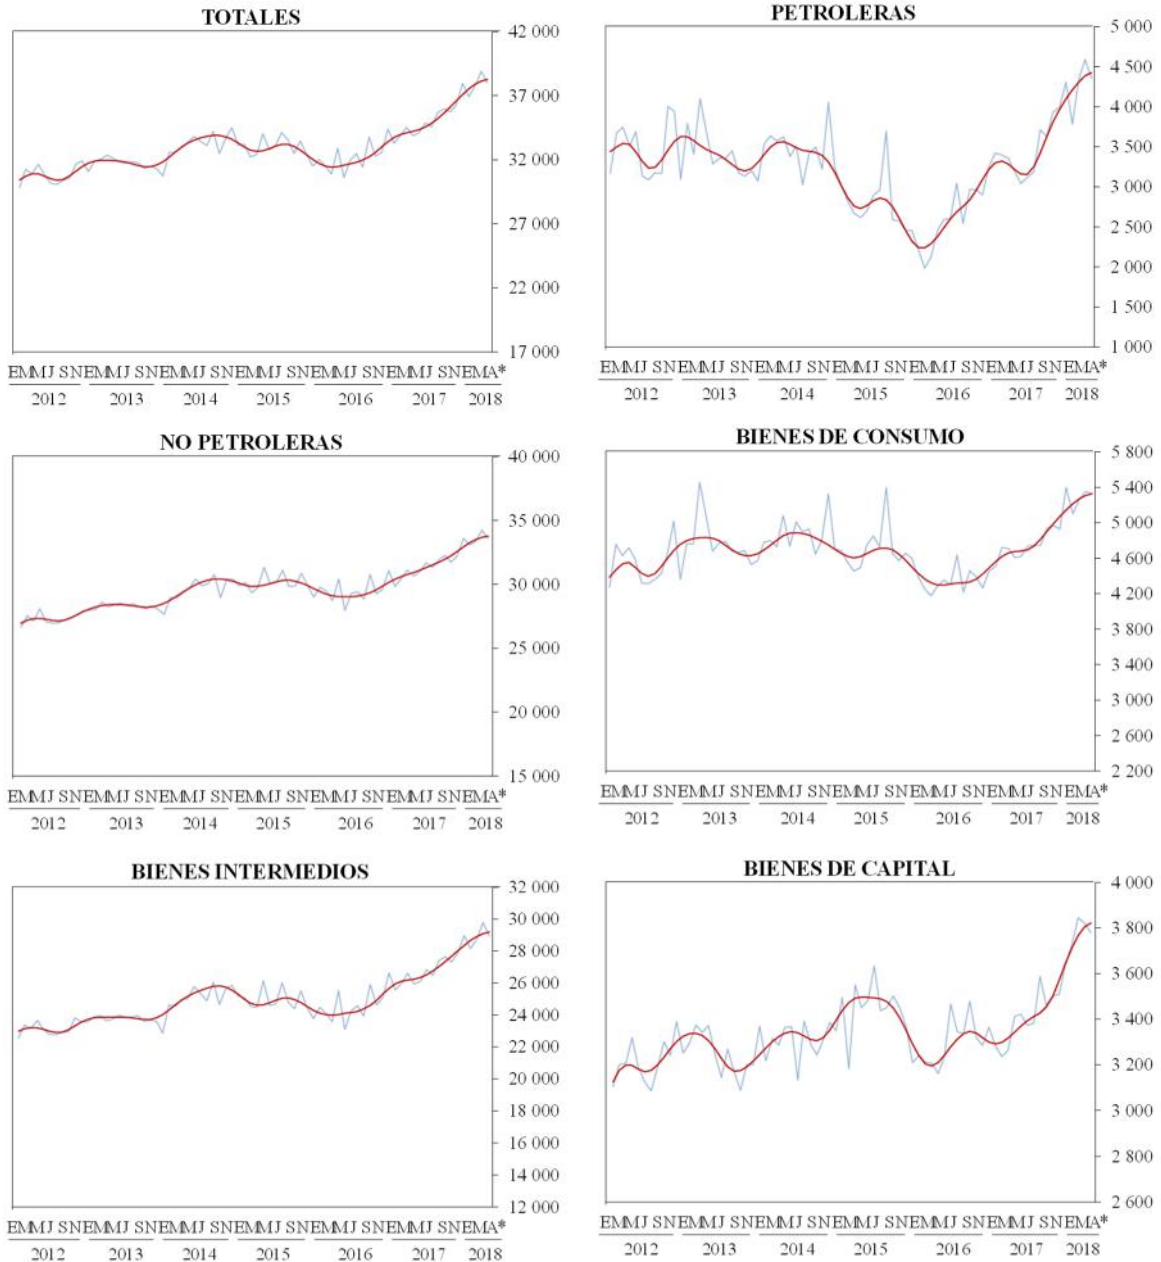 TOTALES
42 000
37 000
32 000
27 000
22 000
17 000
EMMJ SNEMMJ SNEMMJ SNEMMJ SNEMMJ SNEMMJ SNEMA*
2012 2013 2014 2015 2016 2017 2018
PETROLERAS
5 000
4 500
4 000
3 500
3 000
2 500
2 000
1 500
1 000
EMMJ SNEMMJ SNEMMJ SNEMMJ SNEMMJ SNEMMJ SNEMA*
2012 2013 2014 2015 2016 2017 2018
NO PETROLERAS
40 000
35 000
30 000
25 000
20 000
15 000
EMMJ SNEMMJ SNEMMJ SNEMMJ SNEMMJ SNEMMJ SNEMA*
2012 2013 2014 2015 2016 2017 2018
BIENES DE CONSUMO
5 800
5 400
5 000
4 600
4 200
3 800
3 400
3 000
2 600
2 200
EMMJ SNEMMJ SNEMMJ SNEMMJ SNEMMJ SNEMMJ SNEMA*
2012 2013 2014 2015 2016 2017 2018
BIENES INTERMEDIOS
32 000
30 000
28 000
26 000
24 000
22 000
20 000
18 000
16 000
14 000
12 000
EMMJ SNEMMJ SNEMMJ SNEMMJ SNEMMJ SNEMMJ SNEMA*
2012 2013 2014 2015 2016 2017 2018
BIENES DE CAPITAL
4 000
3 800
3 600
3 400
3 200
3 000
2 800
2 600
EMMJ SNEMMJ SNEMMJ SNEMMJ SNEMMJ SNEMMJ SNEMA*
2012 2013 2014 2015 2016 2017 2018